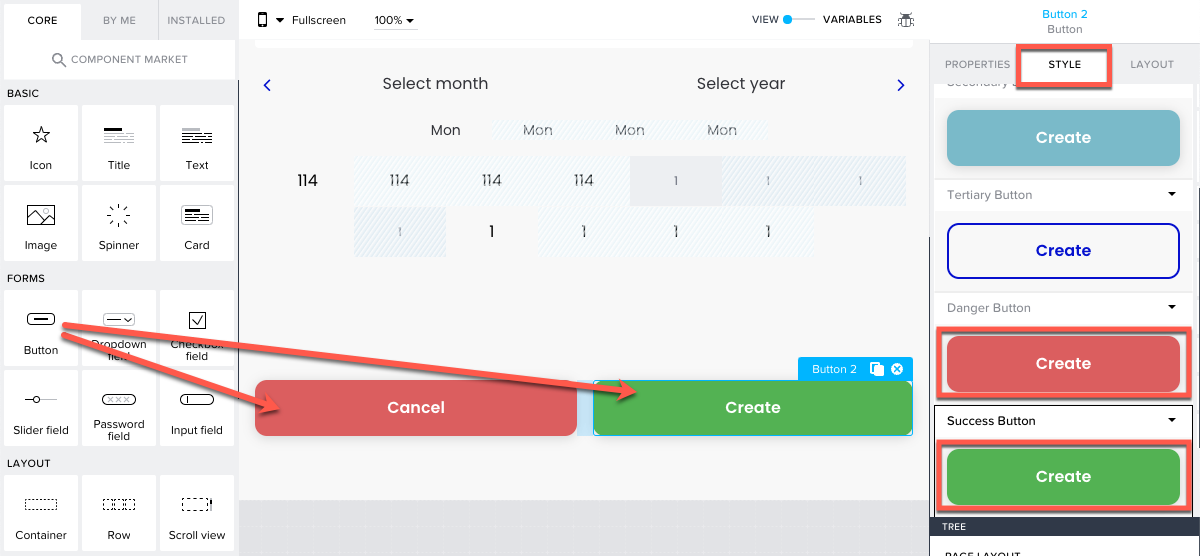 CORE BY ME INSTALLED
COMPONENT MARKET
BASIC
Icon Title Text
Image Spinner Card
FORMS
Button Dropdown field Checkbox field
Slider field Password field Input field
LAYOUT
Container Row Scroll view
Fullscreen 100% VIEW VARIABLES
Select month Select year
Mon Mon Mon Mon
114 114 114 114 1 1 1
1 1 1 1 1
Button 2
Cancel Create
Button 2
Button
PROPERTIES STYLE LAYOUT
Create
Tertiary Button
Create
Danger Button
Create
Success Button
Create
TREE
PAGE LAYOUT